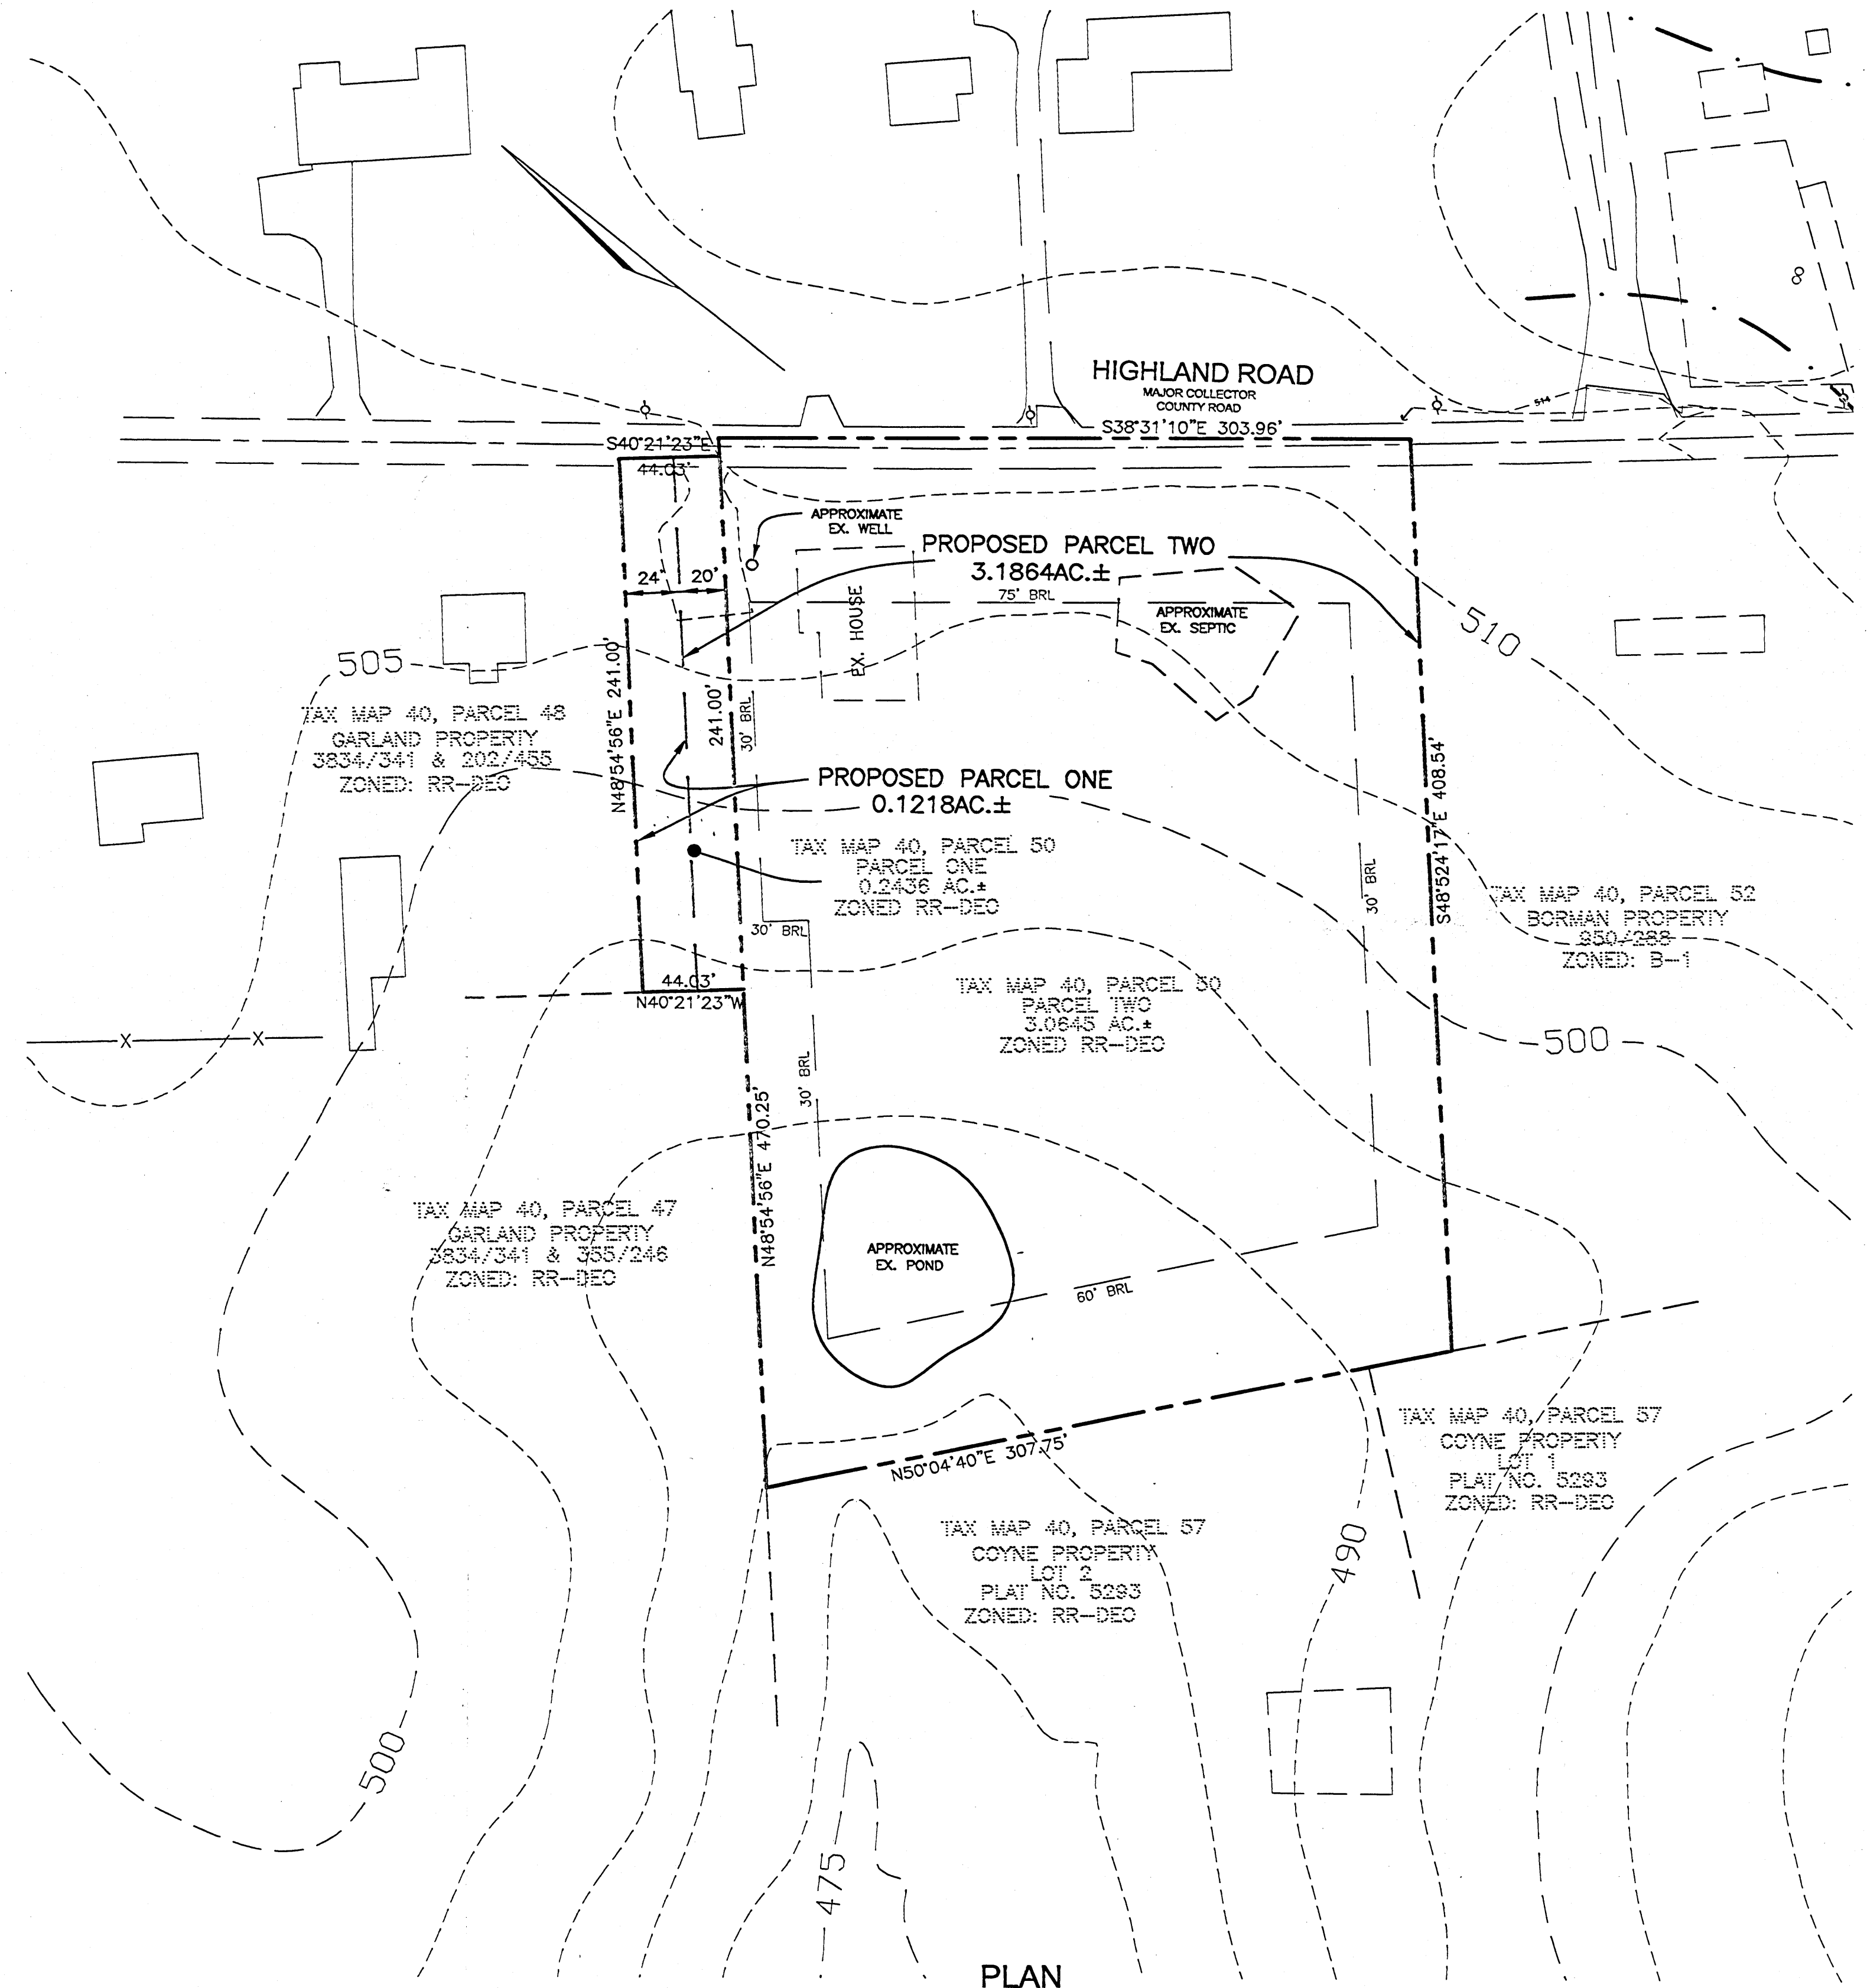 HIGHLAND ROAD
MAJOR COLLECTOR
COUNTY ROAD
S38°31'10"E 303.96'
514
S40°21'23"E
44.03'
APPROXIMATE
EX. WELL
PROPOSED PARCEL TWO
3.1864AC.±
24'
20'
75' BRL
EX. HOUSE
APPROXIMATE
EX. SEPTIC
510
505
N48°54'56"E 241.00'
241.00'
30' BRL
TAX MAP 40, PARCEL 48
GARLAND PROPERTY
3834/341 & 202/455
ZONED: RR-DEO
PROPOSED PARCEL ONE
0.1218AC.±
S48°524'17"E 408.54'
TAX MAP 40, PARCEL 50
PARCEL ONE
0.2436 AC.±
ZONED RR-DEO
30' BRL
30' BRL
TAX MAP 40, PARCEL 52
BORMAN PROPERTY
950/288
ZONED: B-1
44.03'
N40°21'23"W
TAX MAP 40, PARCEL 50
PARCEL TWO
3.0645 AC.±
ZONED RR-DEO
X
X
500
30' BRL
N48°54'56"E 470.25'
TAX MAP 40, PARCEL 47
GARLAND PROPERTY
3834/341 & 355/246
ZONED: RR-DEO
APPROXIMATE
EX. POND
60' BRL
N50°04'40"E 307.75'
TAX MAP 40, PARCEL 57
COYNE PROPERTY
LOT 1
PLAT NO. 5293
ZONED: RR-DEO
TAX MAP 40, PARCEL 57
COYNE PROPERTY
LOT 2
PLAT NO. 5293
ZONED: RR-DEO
490
500
475
PLAN